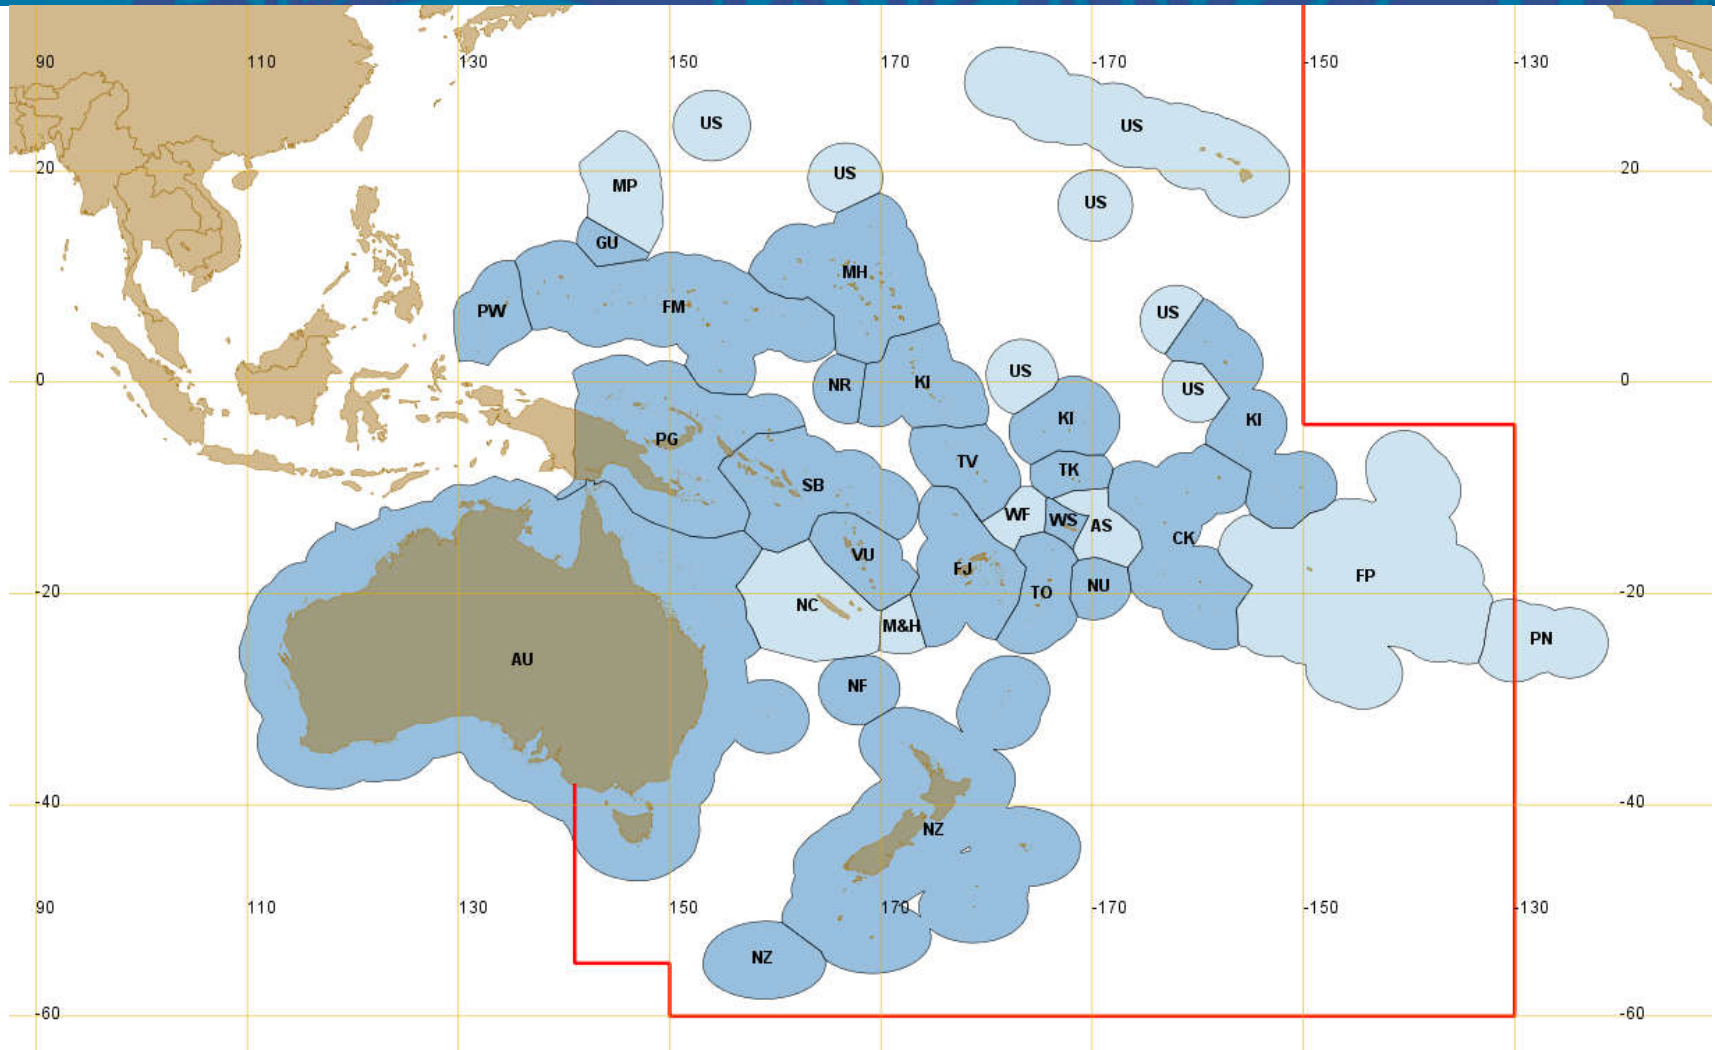 90 110 130 150 170 -170 -150 -130
US US
20 US 20
MP US
US
GU
MH
PW FM US
US
0 NR KI US 0
KI KI
PG
TV TK
SB
WF WS AS
VU CK
FJ FP
-20 TO NU -20
NC
M&H PN
AU
NF
-40 -40
NZ
90 110 130 150 170 -170 -150 -130
NZ
-60 -60